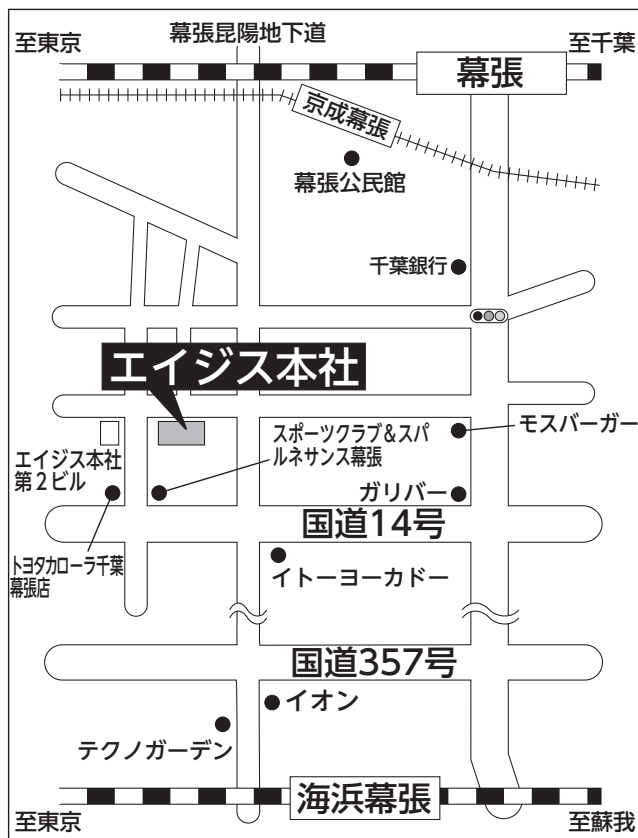 幕張昆陽地下道
至東京
至千葉
幕張
京成幕張
幕張公民館
千葉銀行
エイジス本社
モスバーガー
スポーツクラブ&スパ
ルネサンス幕張
エイジス本社
第2ビル
ガリバー
国道14号
トヨタカローラ千葉
幕張店
イトーヨーカドー
国道357号
イオン
テクノガーデン
海浜幕張
至東京
至蘇我